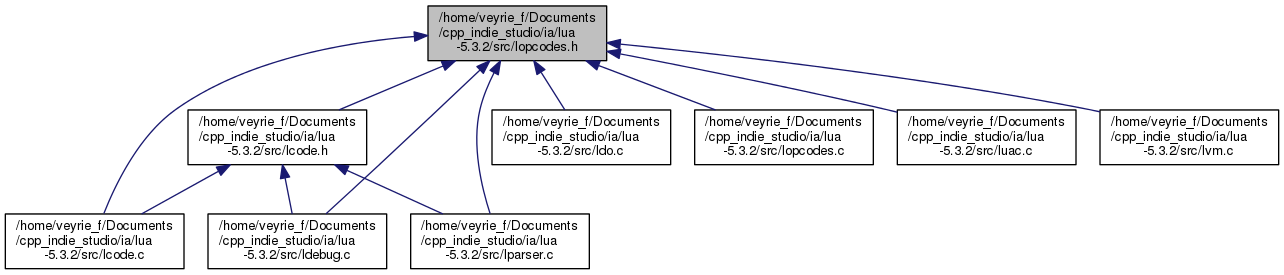 /home/veyrie_f/Documents
/cpp_indie_studio/ia/lua
-5.3.2/src/lopcodes.h
/home/veyrie_f/Documents
/cpp_indie_studio/ia/lua
-5.3.2/src/lcode.h
/home/veyrie_f/Documents
/cpp_indie_studio/ia/lua
-5.3.2/src/ldo.c
/home/veyrie_f/Documents
/cpp_indie_studio/ia/lua
-5.3.2/src/lopcodes.c
/home/veyrie_f/Documents
/cpp_indie_studio/ia/lua
-5.3.2/src/luac.c
/home/veyrie_f/Documents
/cpp_indie_studio/ia/lua
-5.3.2/src/lvm.c
/home/veyrie_f/Documents
/cpp_indie_studio/ia/lua
-5.3.2/src/lcode.c
/home/veyrie_f/Documents
/cpp_indie_studio/ia/lua
-5.3.2/src/ldebug.c
/home/veyrie_f/Documents
/cpp_indie_studio/ia/lua
-5.3.2/src/lparser.c